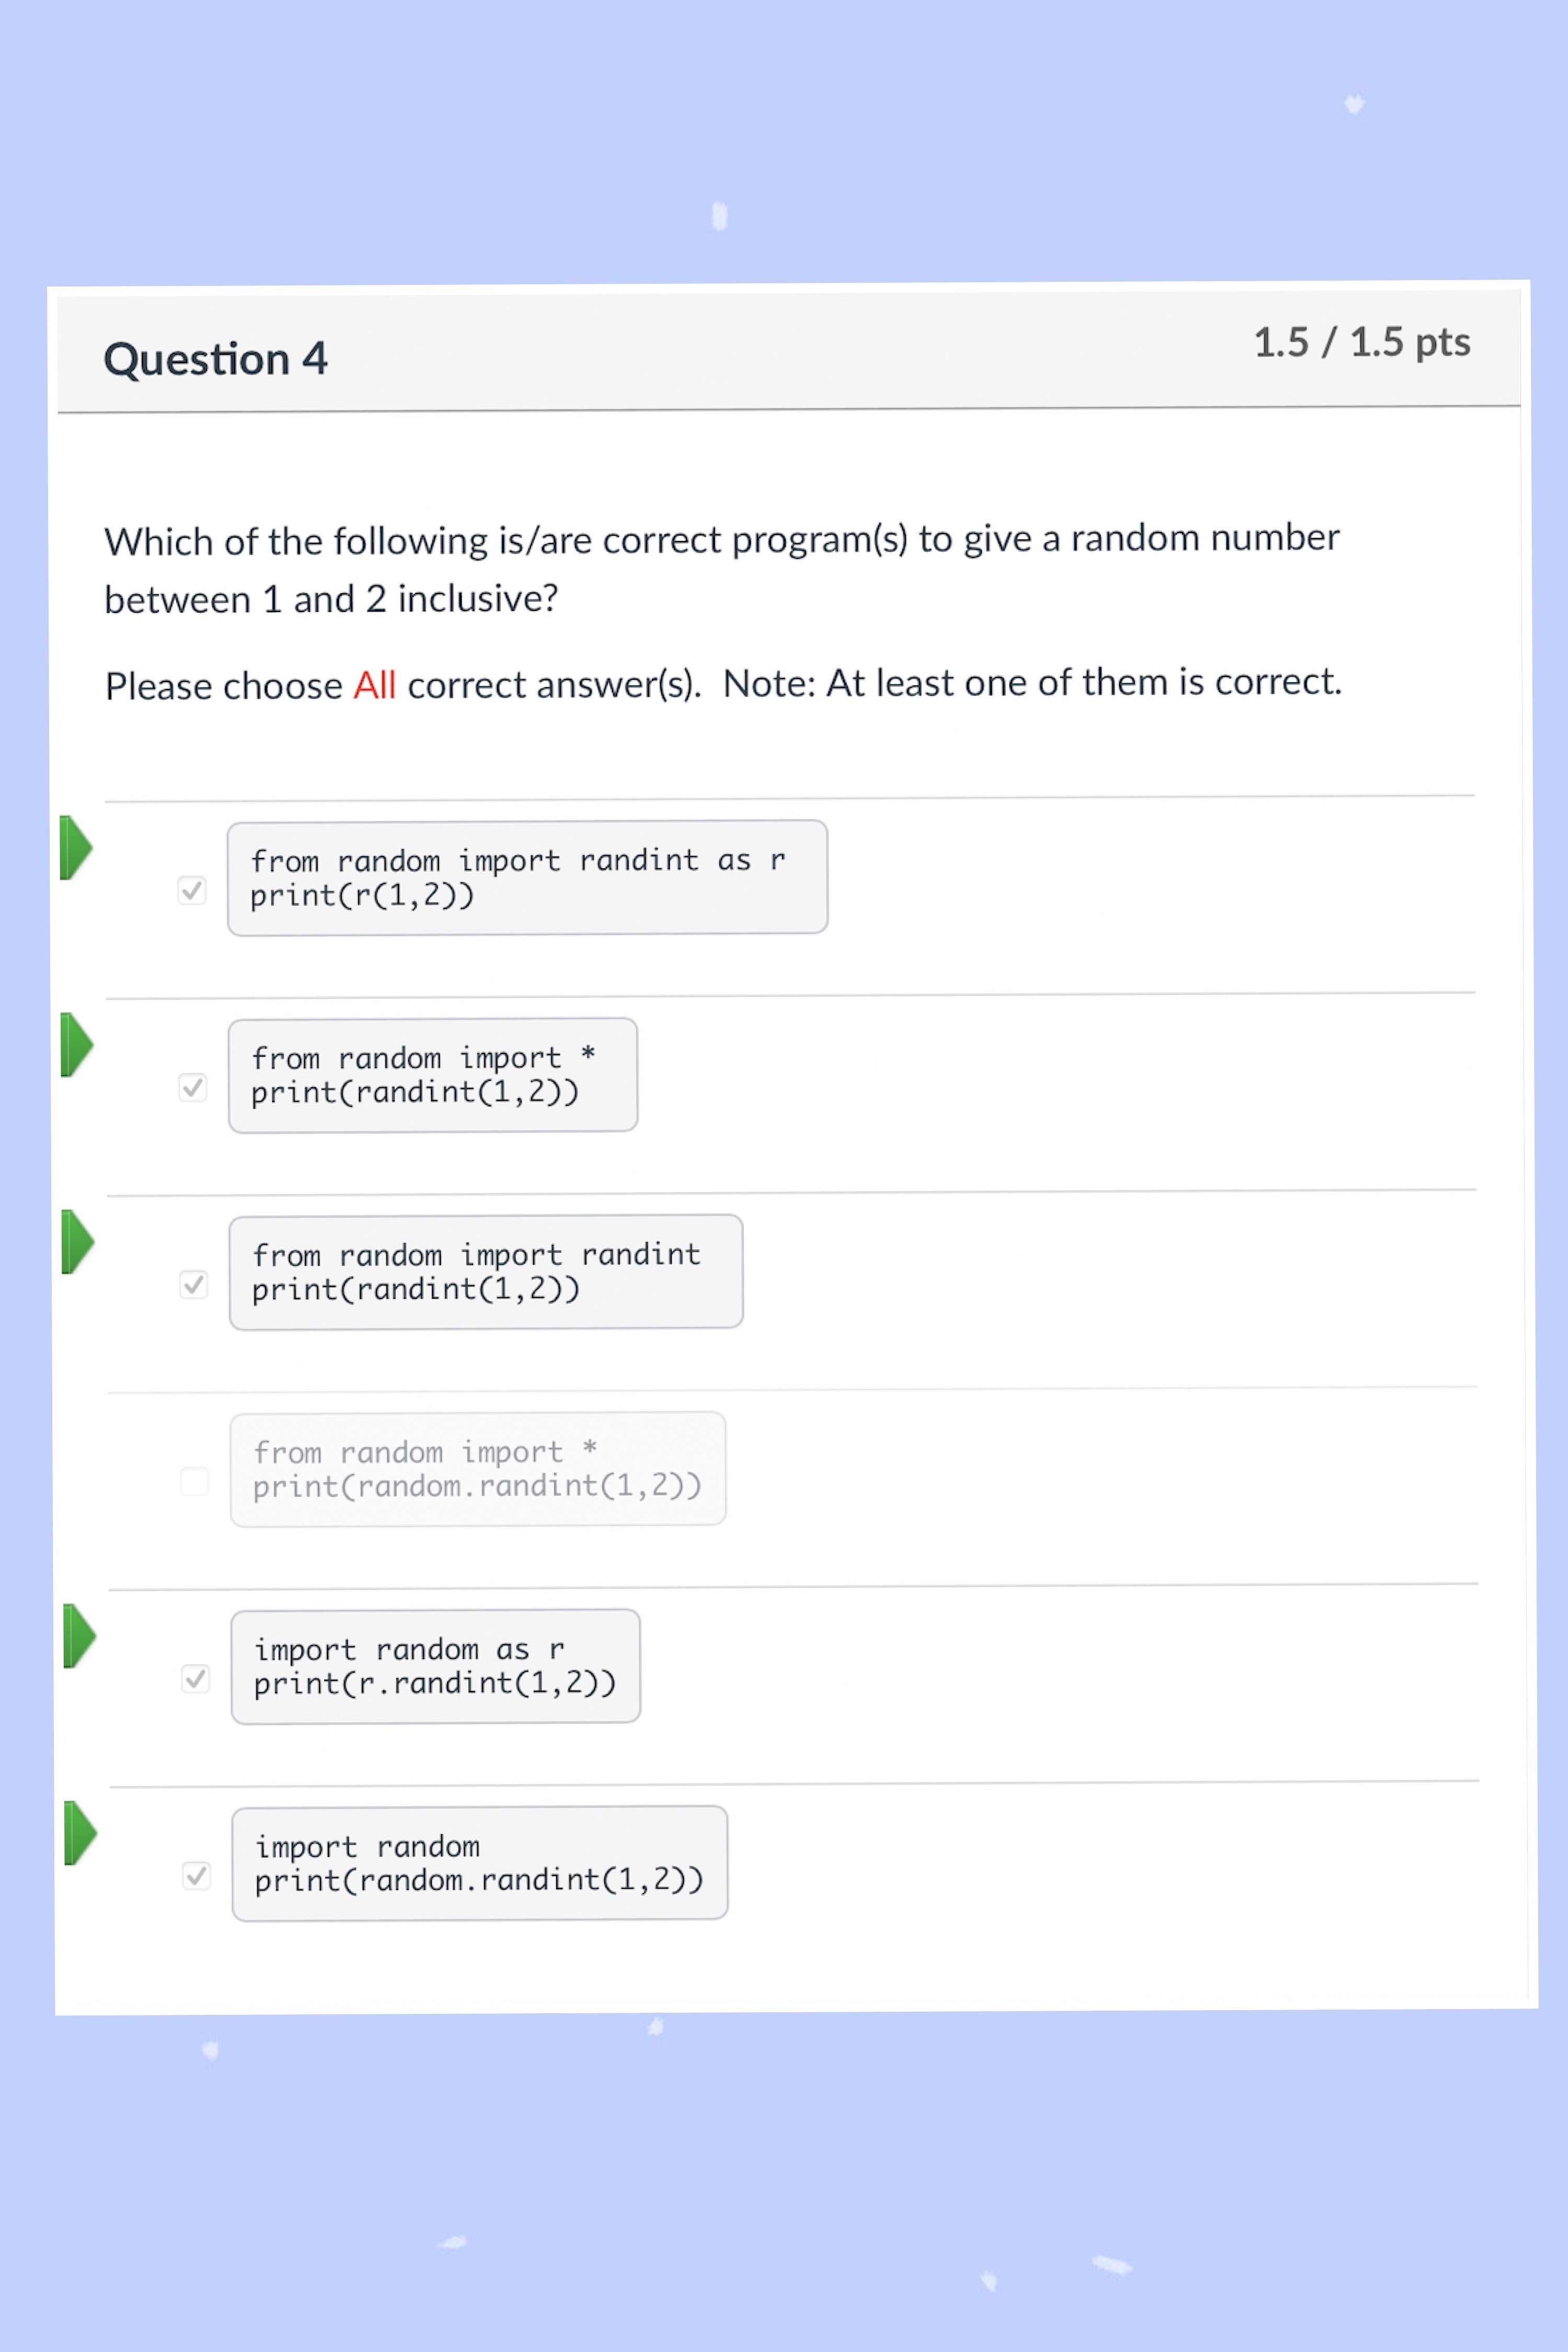 Question 4
1.5 / 1.5 pts
Which of the following is/are correct program(s) to give a random number
between 1 and 2 inclusive?
Please choose All correct answer(s).  Note: At least one of them is correct.
from random import randint as r
print(r(1,2))
from random import *
print(randint(1,2))
from random import randint
print(randint(1,2))
from random import *
print(random.randint(1,2))
import random as r
print(r.randint(1,2))
import random
print(random.randint(1,2))